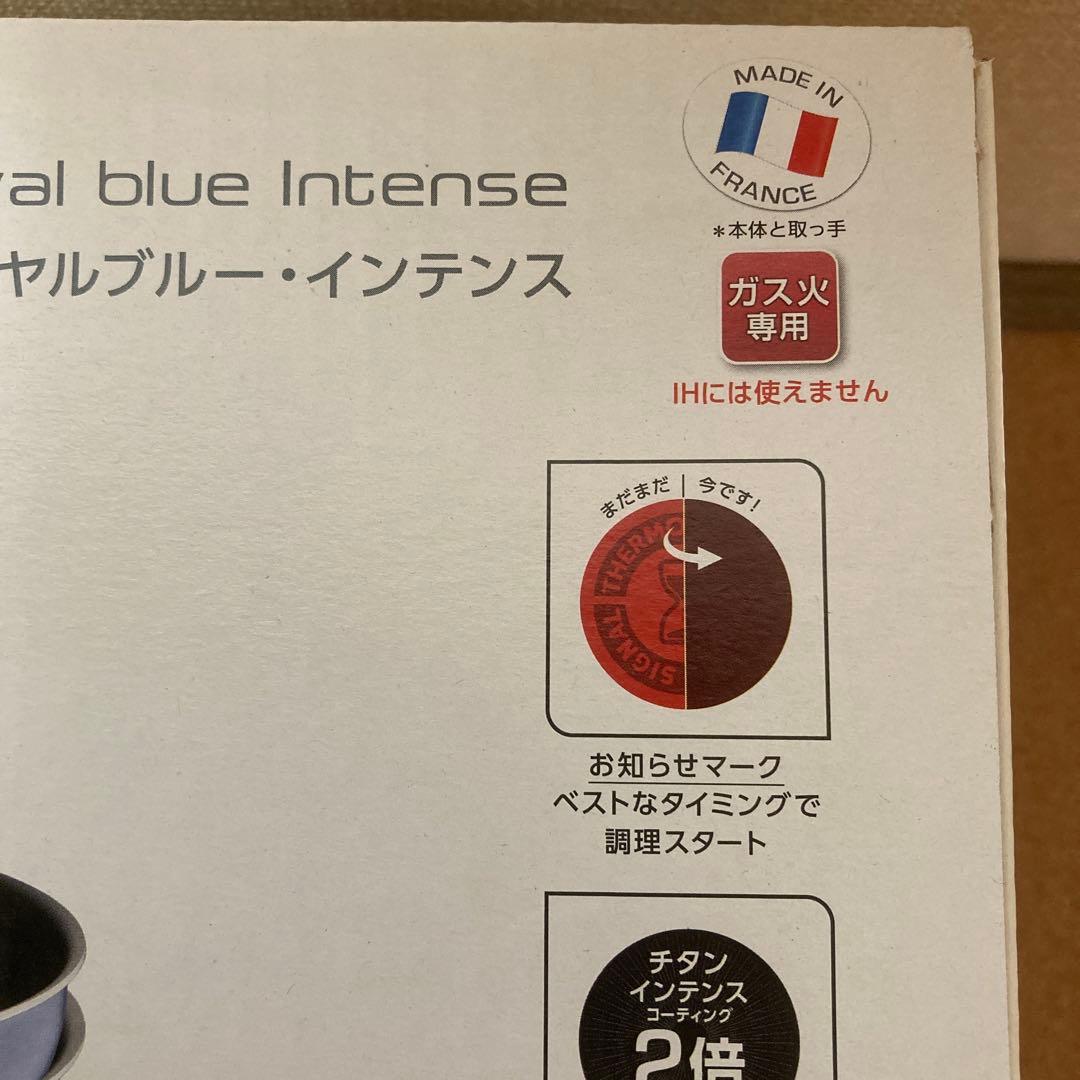 MADE IN
FRANCE
*本体と取っ手
yal blue Intense
ヤルブルー・インテンス
ガス火
専用
IHには使えません
まだまだ 今です!
THERMO
SIGNAL
お知らせマーク
ベストなタイミングで
調理スタート
チタン
インテンス
コーティング
2倍